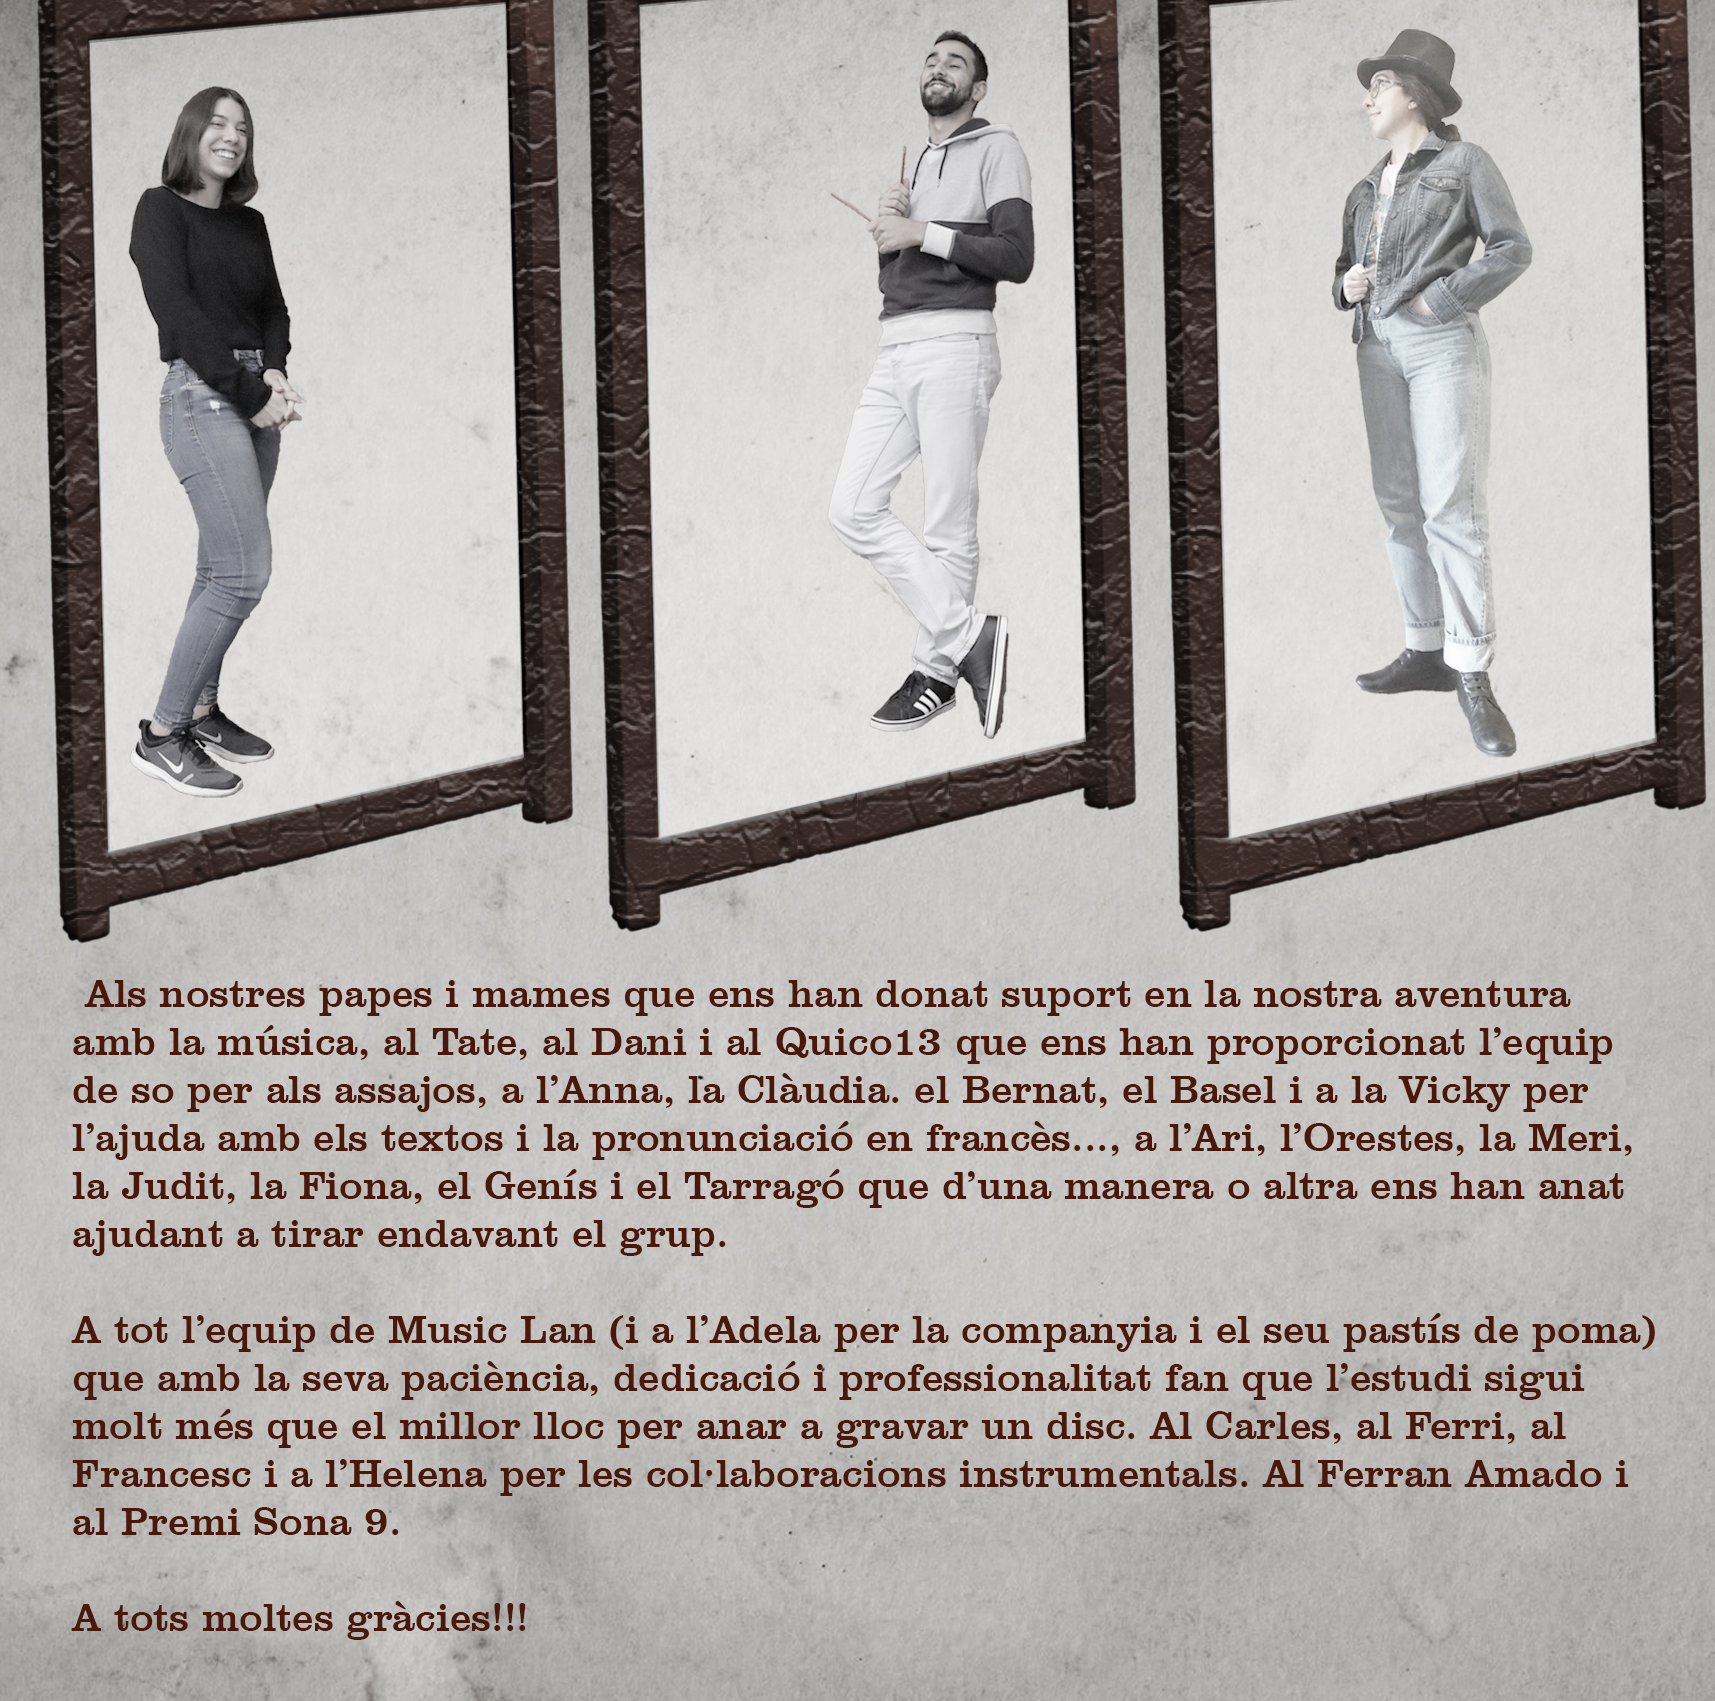 Als nostres papes i mames que ens han donat suport en la nostra aventura
amb la música, al Tate, al Dani i al Quico13 que ens han proporcionat l’equip
de so per als assajos, a l’Anna, la Clàudia. el Bernat, el Basel i a la Vicky per
l’ajuda amb els textos i la pronunciació en francès..., a l’Ari, l’Orestes, la Meri,
la Judit, la Fiona, el Genís i el Tarragó que d’una manera o altra ens han anat
ajudant a tirar endavant el grup.
A tot l’equip de Music Lan (i a l’Adela per la companyia i el seu pastís de poma)
que amb la seva paciència, dedicació i professionalitat fan que l’estudi sigui
molt més que el millor lloc per anar a gravar un disc. Al Carles, al Ferri, al
Francesc i a l’Helena per les col·laboracions instrumentals. Al Ferran Amado i
al Premi Sona 9.
A tots moltes gràcies!!!